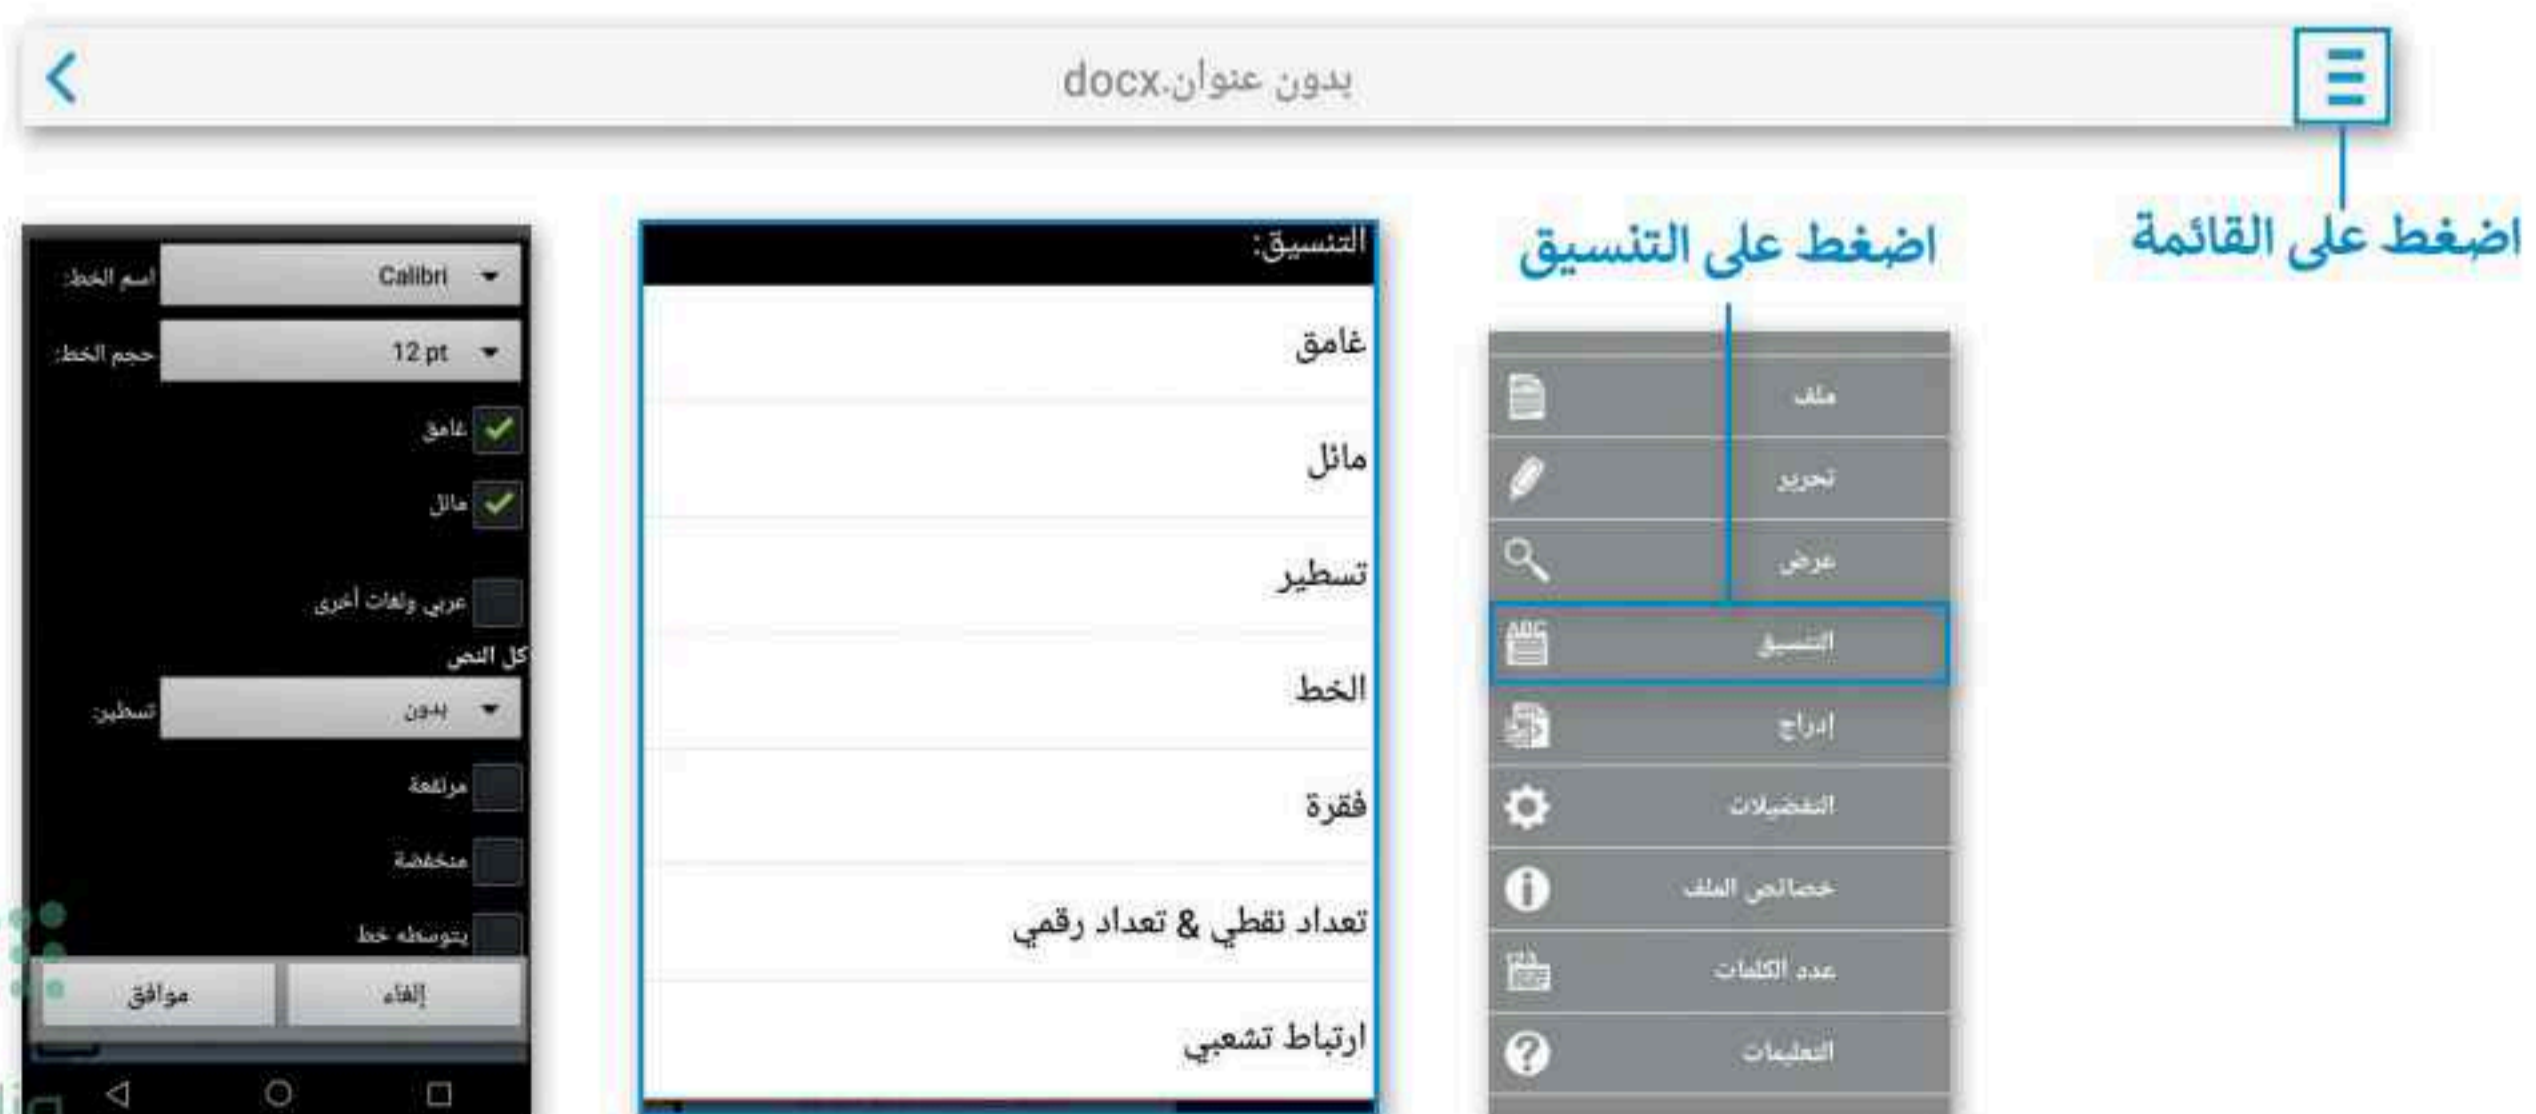 بدون عنوان.docx
اضغط على القائمة
اضغط على التنسيق
ملف
تحرير
عرض
التنسيق
إدراج
التفضيلات
خصائص الملف
عدد الكلمات
التعليمات
التنسيق:
غامق
مائل
تسطير
الخط
فقرة
تعداد نقطي & تعداد رقمي
ارتباط تشعبي
اسم الخط: Calibri
حجم الخط: 12 pt
غامق
مائل
عربي ولغات أخرى
كل النص
تسطير: بدون
مرتفعة
منخفضة
يتوسطه خط
إلغاء
موافق